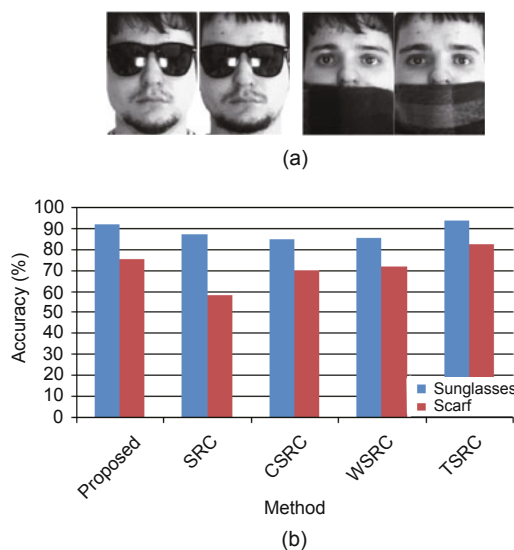 (a)
100
90
80
70
60
50
40
30
20
10
0
Accuracy (%)
Sunglasses
Scarf
Proposed
SRC
CSRC
WSRC
TSRC
Method
(b)